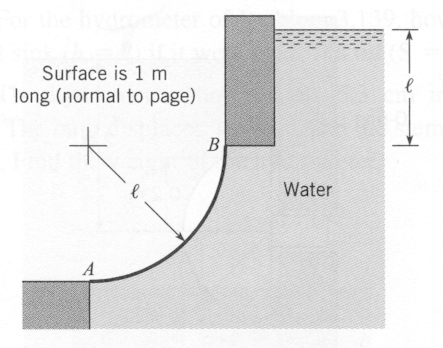 Surface is 1 m
long (normal to page)
B
ℓ
ℓ
Water
A